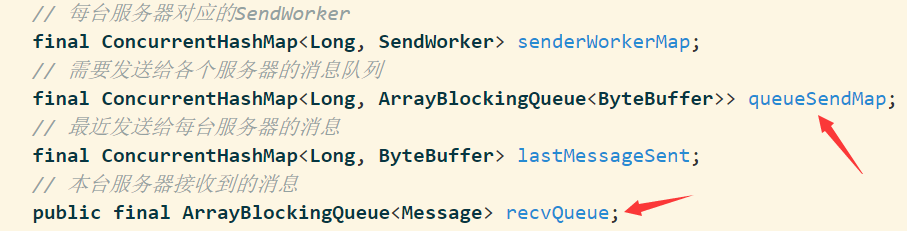 // 每台服务器对应的SendWorker
final ConcurrentHashMap<Long, SendWorker> senderWorkerMap;
// 需要发送给各个服务器的消息队列
final ConcurrentHashMap<Long, ArrayBlockingQueue<ByteBuffer>> queueSendMap;
// 最近发送给每台服务器的消息
final ConcurrentHashMap<Long, ByteBuffer> lastMessageSent;
// 本台服务器接收到的消息
public final ArrayBlockingQueue<Message> recvQueue;